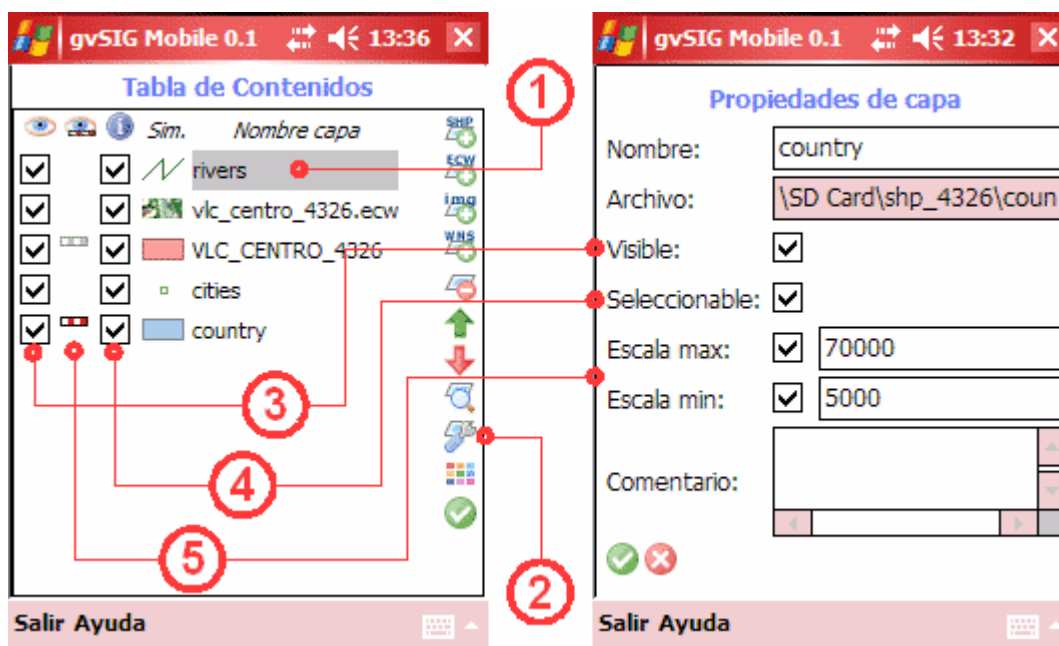 gvSIG Mobile 0.1 13:36
Tabla de Contenidos
Sim. Nombre capa
rivers
vlc_centro_4326.ecw
VLC_CENTRO_4326
cities
country
SHP
ECW
img
WMS
Salir Ayuda
1
3
4
5
2
gvSIG Mobile 0.1 13:32
Propiedades de capa
Nombre: country
Archivo: \SD Card\shp_4326\coun
Visible:
Seleccionable:
Escala max: 70000
Escala min: 5000
Comentario:
Salir Ayuda